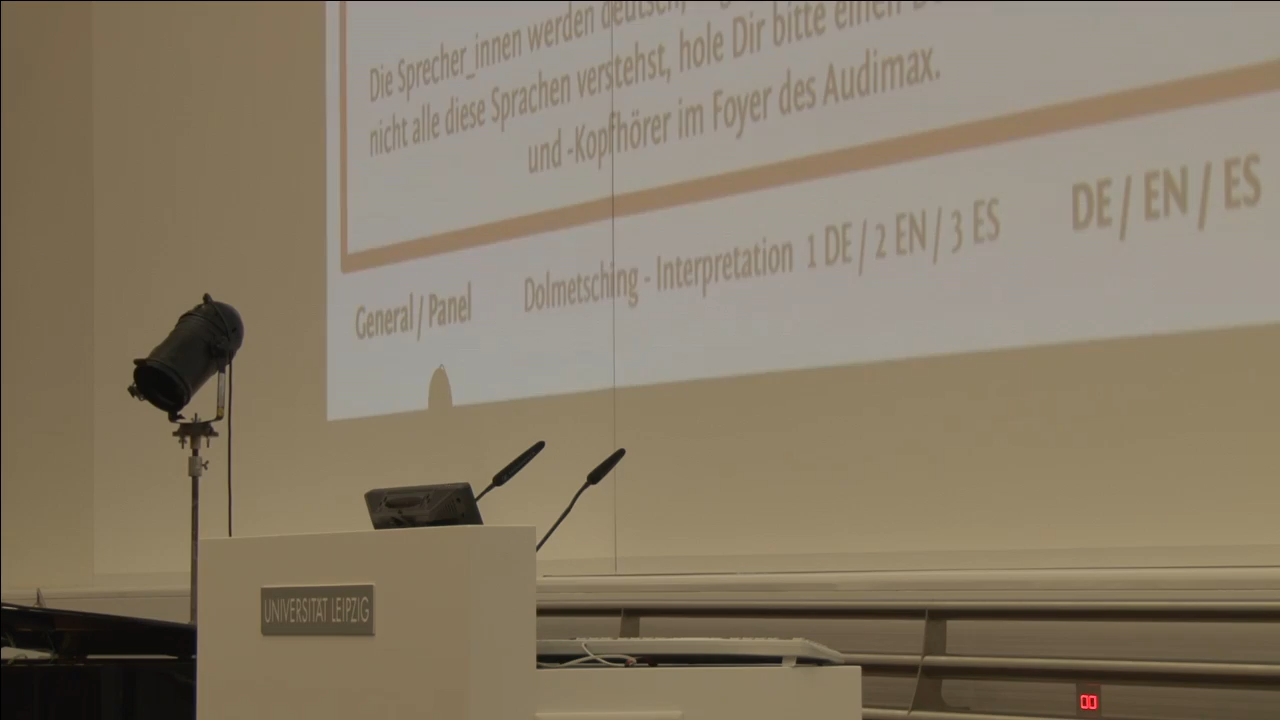 Die Sprecher_innen werden deutsch,
nicht alle diese Sprachen verstehst, hole Dir bitte einen
und -Kopfhörer im Foyer des Audimax.
General / Panel
Dolmetsching - Interpretation 1 DE / 2 EN / 3 ES
DE / EN / ES
UNIVERSITÄT LEIPZIG
00